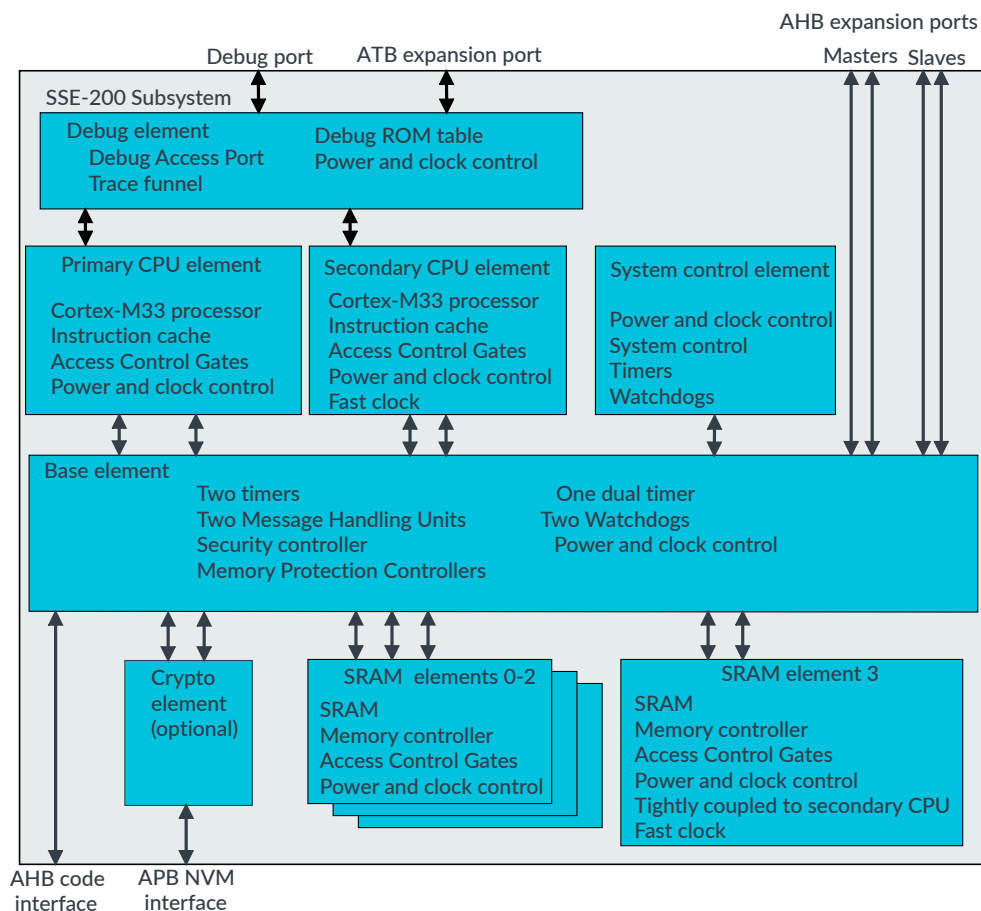 AHB expansion ports
Debug port
ATB expansion port
Masters
Slaves
SSE-200 Subsystem
Debug element
Debug Access Port
Trace funnel
Debug ROM table
Power and clock control
Primary CPU element
Cortex-M33 processor
Instruction cache
Access Control Gates
Power and clock control
Secondary CPU element
Cortex-M33 processor
Instruction cache
Access Control Gates
Power and clock control
Fast clock
System control element
Power and clock control
System control
Timers
Watchdogs
Base element
Two timers
Two Message Handling Units
Security controller
Memory Protection Controllers
One dual timer
Two Watchdogs
Power and clock control
Crypto
element
(optional)
SRAM elements 0-2
SRAM
Memory controller
Access Control Gates
Power and clock control
SRAM element 3
SRAM
Memory controller
Access Control Gates
Power and clock control
Tightly coupled to secondary CPU
Fast clock
AHB code
interface
APB NVM
interface